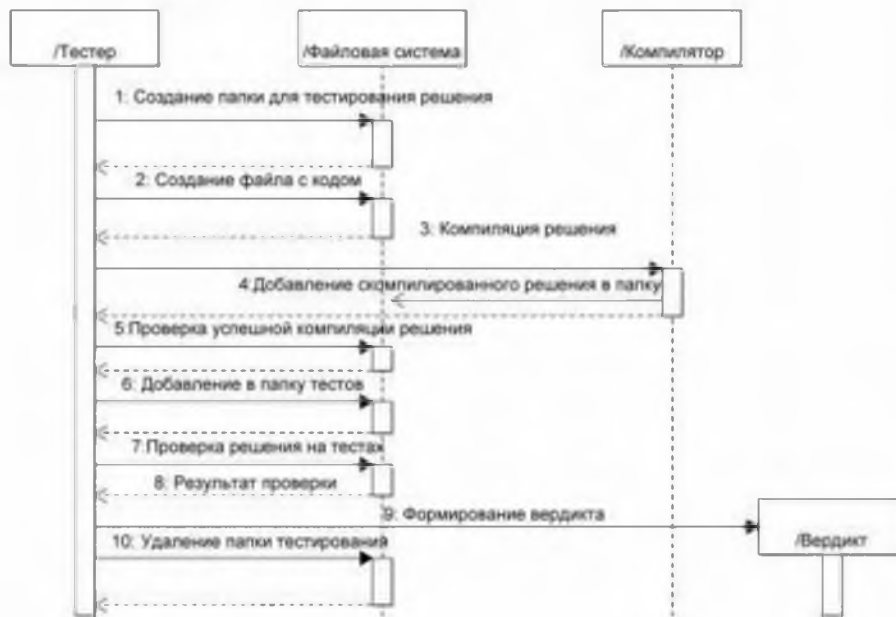 /Тестер
/Файловая система
/Компилятор
1: Создание папки для тестирования решения
2: Создание файла с кодом
3: Компиляция решения
4:Добавление скомпилированного решения в папку
5:Проверка успешной компиляции решения
6: Добавление в папку тестов
7:Проверка решения на тестах
8: Результат проверки
9: Формирование вердикта
/Вердикт
10: Удаление папки тестирования